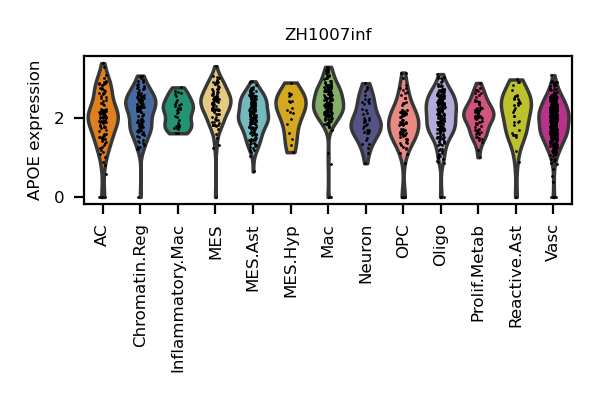 ZH1007inf
APOE expression
2
0
AC
Chromatin.Reg
Inflammatory.Mac
MES
MES.Ast
MES.Hyp
Mac
Neuron
OPC
Oligo
Prolif.Metab
Reactive.Ast
Vasc